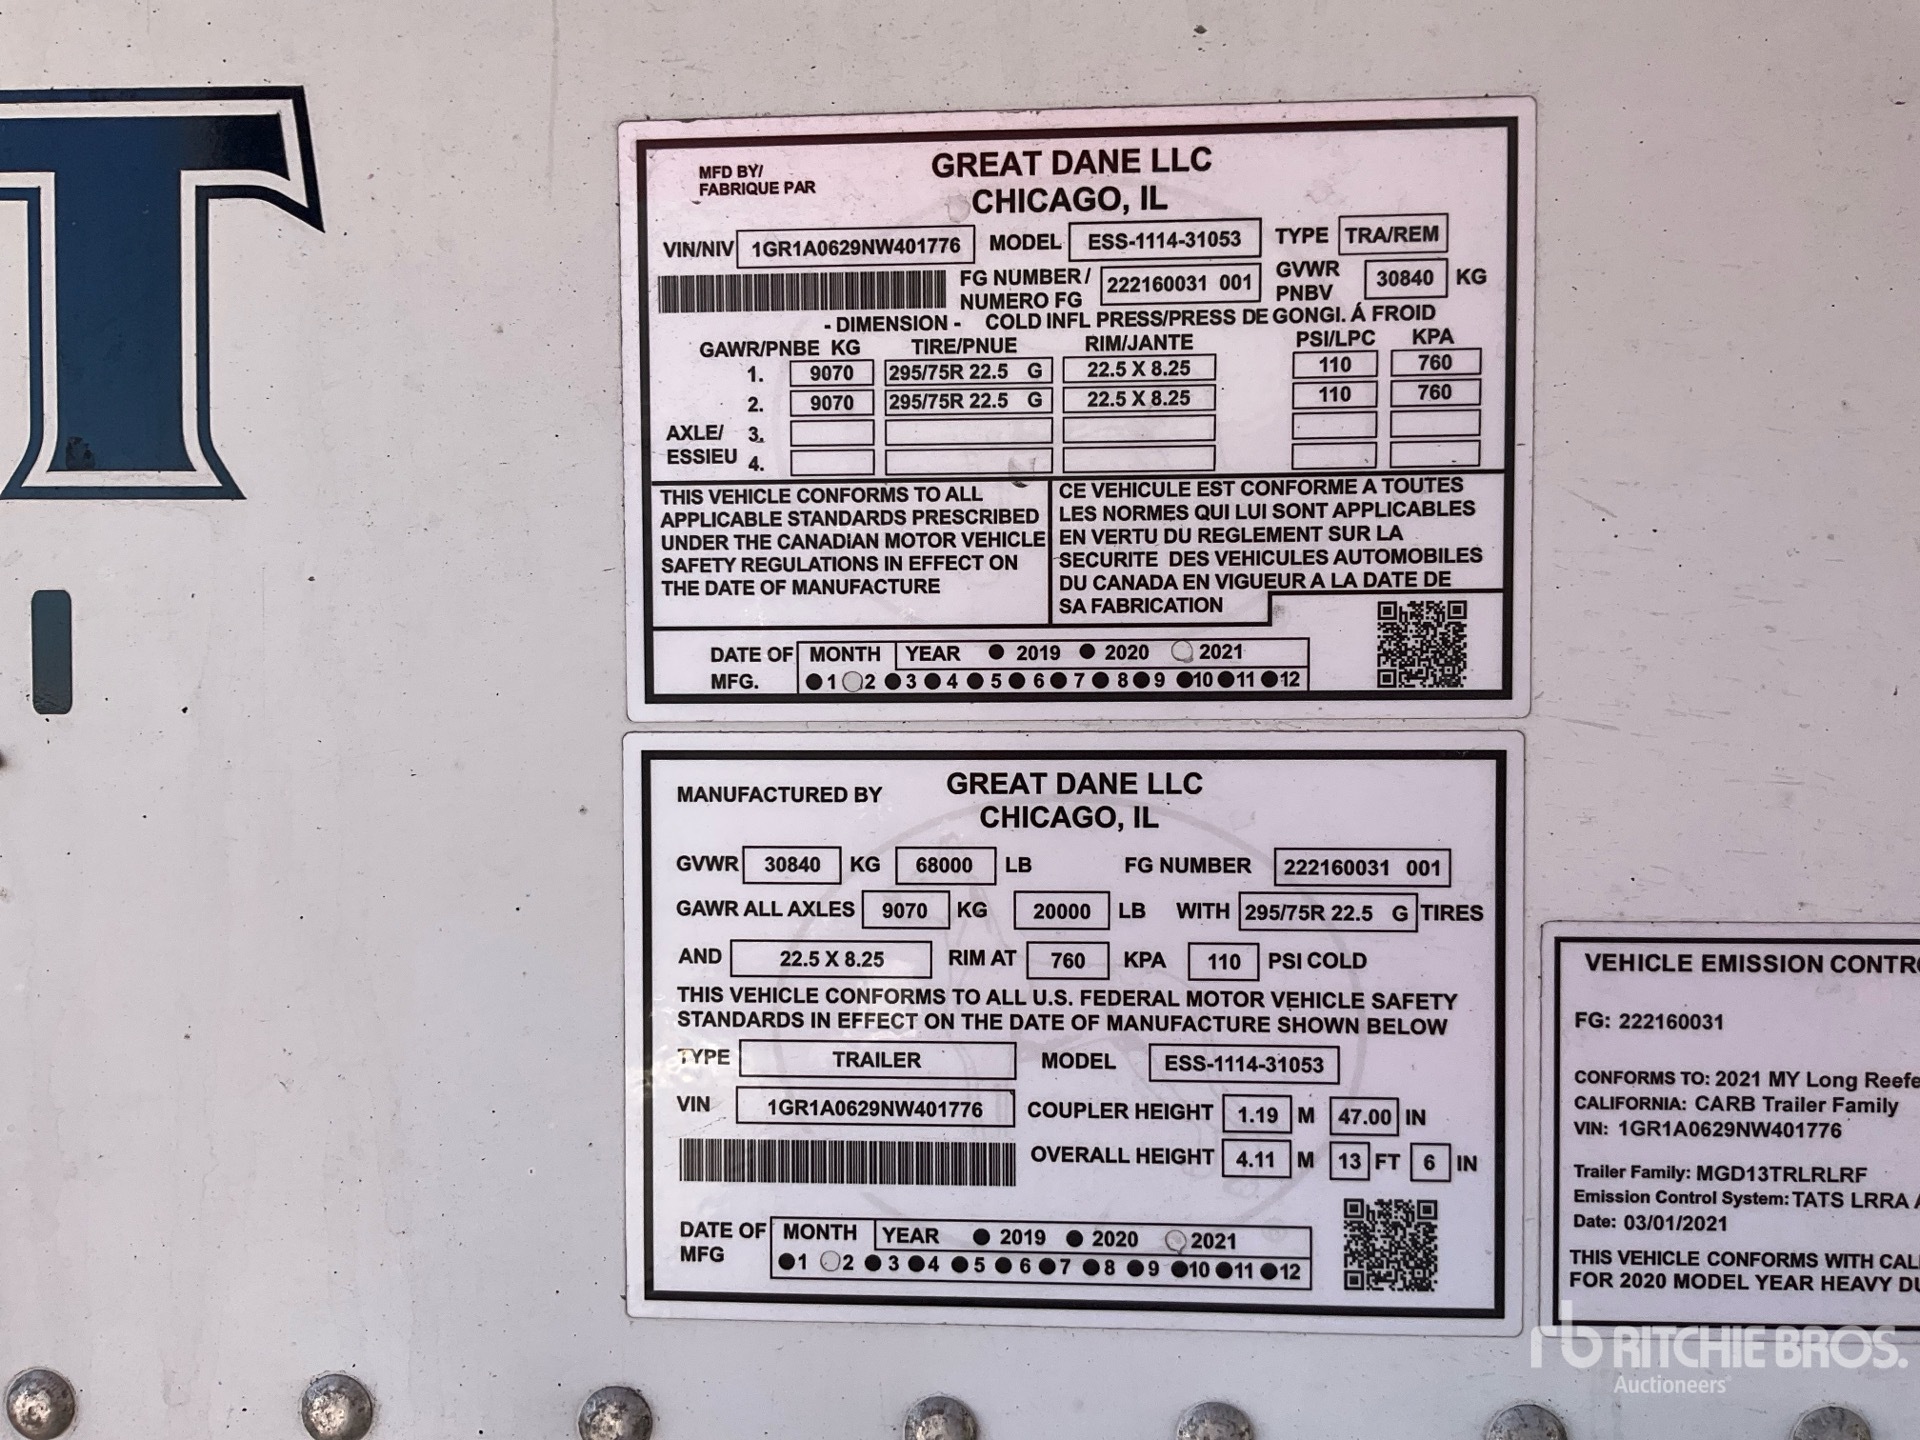 T
MFD BY/
FABRIQUE PAR
GREAT DANE LLC
CHICAGO, IL
VIN/NIV 1GR1A0629NW401776 MODEL ESS-1114-31053 TYPE TRA/REM
FG NUMBER/ NUMERO FG 222160031 001 GVWR PNBV 30840 KG
- DIMENSION - COLD INFL PRESS/PRESS DE GONGI. Á FROID
GAWR/PNBE KG TIRE/PNUE RIM/JANTE PSI/LPC KPA
1. 9070 295/75R 22.5 G 22.5 X 8.25 110 760
2. 9070 295/75R 22.5 G 22.5 X 8.25 110 760
AXLE/ 3.
ESSIEU 4.
THIS VEHICLE CONFORMS TO ALL
APPLICABLE STANDARDS PRESCRIBED
UNDER THE CANADIAN MOTOR VEHICLE
SAFETY REGULATIONS IN EFFECT ON
THE DATE OF MANUFACTURE
CE VEHICULE EST CONFORME A TOUTES
LES NORMES QUI LUI SONT APPLICABLES
EN VERTU DU REGLEMENT SUR LA
SECURITE DES VEHICULES AUTOMOBILES
DU CANADA EN VIGUEUR A LA DATE DE
SA FABRICATION
DATE OF MFG. MONTH YEAR 2019 2020 2021
1 2 3 4 5 6 7 8 9 10 11 12
MANUFACTURED BY
GREAT DANE LLC
CHICAGO, IL
GVWR 30840 KG 68000 LB FG NUMBER 222160031 001
GAWR ALL AXLES 9070 KG 20000 LB WITH 295/75R 22.5 G TIRES
AND 22.5 X 8.25 RIM AT 760 KPA 110 PSI COLD
THIS VEHICLE CONFORMS TO ALL U.S. FEDERAL MOTOR VEHICLE SAFETY
STANDARDS IN EFFECT ON THE DATE OF MANUFACTURE SHOWN BELOW
TYPE TRAILER MODEL ESS-1114-31053
VIN 1GR1A0629NW401776 COUPLER HEIGHT 1.19 M 47.00 IN
OVERALL HEIGHT 4.11 M 13 FT 6 IN
DATE OF MFG MONTH YEAR 2019 2020 2021
1 2 3 4 5 6 7 8 9 10 11 12
VEHICLE EMISSION CONTRO
FG: 222160031
CONFORMS TO: 2021 MY Long Reefe
CALIFORNIA: CARB Trailer Family
VIN: 1GR1A0629NW401776
Trailer Family: MGD13TRLRLRF
Emission Control System: TATS LRRA A
Date: 03/01/2021
THIS VEHICLE CONFORMS WITH CALI
FOR 2020 MODEL YEAR HEAVY DU
rb RITCHIE BROS.
Auctioneers